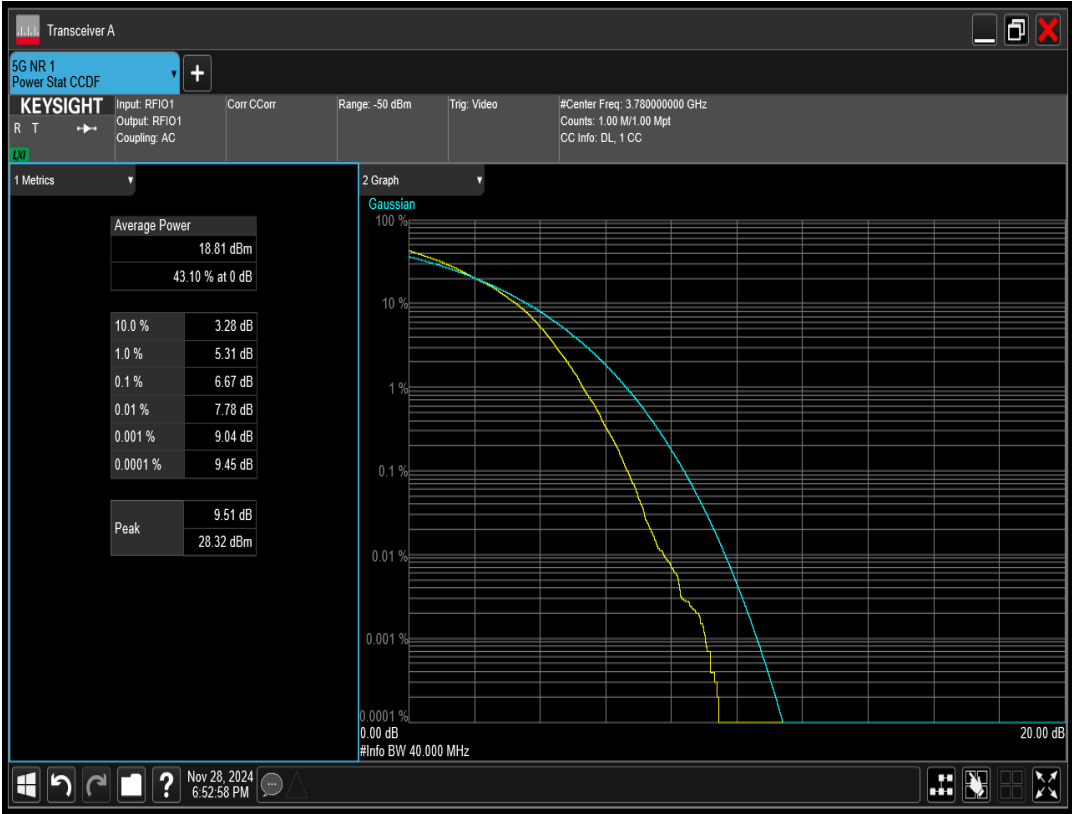 Transceiver A
5G NR 1
Power Stat CCDF
+
KEYSIGHT
R T
LXI
Input: RFIO1
Output: RFIO1
Coupling: AC
Corr CCorr
Range: -50 dBm
Trig: Video
#Center Freq: 3.780000000 GHz
Counts: 1.00 M/1.00 Mpt
CC Info: DL, 1 CC
1 Metrics
Average Power
18.81 dBm
43.10 % at 0 dB
10.0 % 3.28 dB
1.0 % 5.31 dB
0.1 % 6.67 dB
0.01 % 7.78 dB
0.001 % 9.04 dB
0.0001 % 9.45 dB
Peak
9.51 dB
28.32 dBm
2 Graph
Gaussian
100 %
10 %
1 %
0.1 %
0.01 %
0.001 %
0.0001 %
0.00 dB
20.00 dB
#Info BW 40.000 MHz
?
Nov 28, 2024
6:52:58 PM